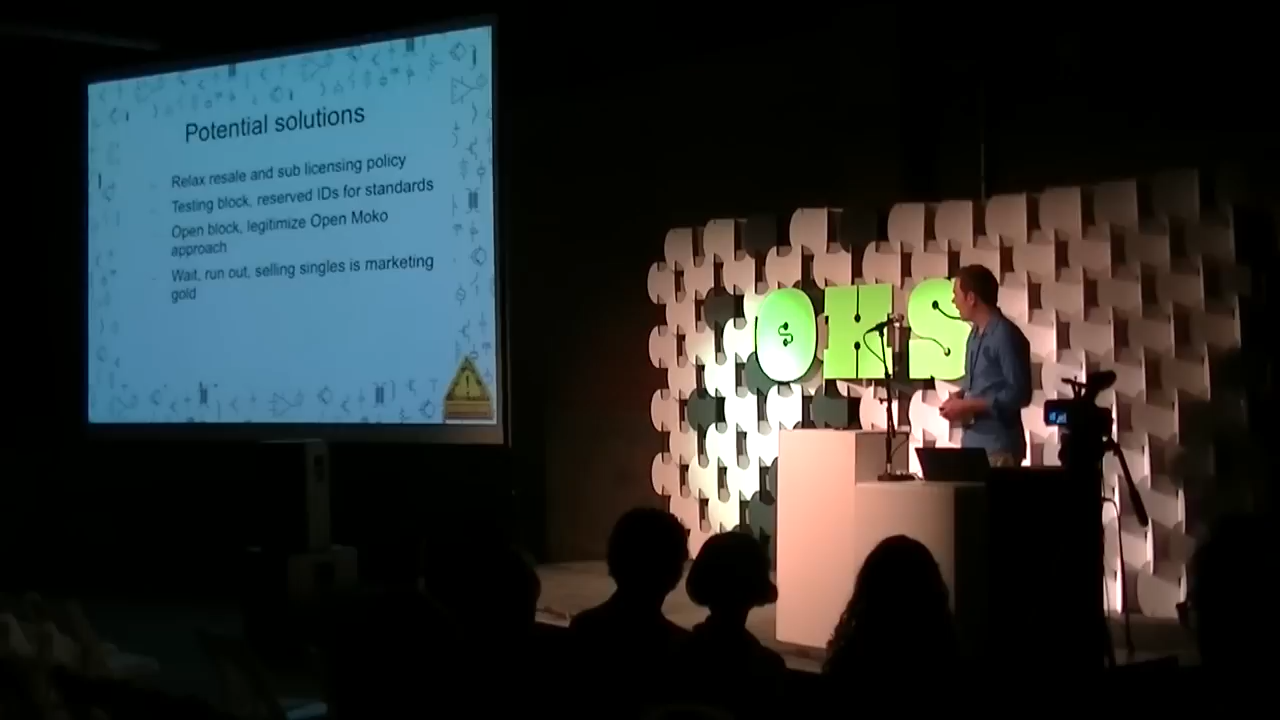 Potential solutions
Relax resale and sub licensing policy
Testing block, reserved IDs for standards
Open block, legitimize Open Moko
approach
Wait, run out, selling singles is marketing
gold
OHS